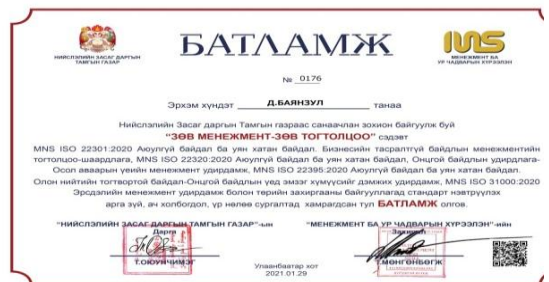 НИЙСЛЭЛИЙН ЗАСАГ ДАРГЫН
ТАМГЫН ГАЗАР
БАТЛАМЖ
МЕНЕЖМЕНТ БА
УР ЧАДВАРЫН ХҮРЭЭЛЭН
№ 0176
Эрхэм хүндэт Д.БАЯНЗУЛ танаа
Нийслэлийн Засаг даргын Тамгын газраас санаачлан зохион байгуулж буй
“ЗӨВ МЕНЕЖМЕНТ-ЗӨВ ТОГТОЛЦОО” сэдэвт
MNS ISO 22301:2020 Аюулгүй байдал ба уян хатан байдал. Бизнесийн тасралтгүй байдлын менежментийн
тогтолцоо-шаардлага, MNS ISO 22320:2020 Аюулгүй байдал ба уян хатан байдал, Онцгой байдлын удирдлага-
Осол аваарын үеийн менежмент удирдамж, MNS ISO 22395:2020 Аюулгүй байдал ба уян хатан байдал.
Олон нийтийн тогтвортой байдал-Онцгой байдлын үед эмзэг хүмүүсийг дэмжих удирдамж, MNS ISO 31000:2020
Эрсдэлийн менежмент удирдамж болон төрийн захиргааны байгууллагад стандарт нэвтрүүлэх
арга зүй, ач холбогдол, үр нөлөө сургалтад хамрагдсан тул БАТЛАМЖ олгов.
“НИЙСЛЭЛИЙН ЗАСАГ ДАРГЫН ТАМГЫН ГАЗАР”-ын
Дарга
Т.ОЮУНЧИМЭГ
“МЕНЕЖМЕНТ БА УР ЧАДВАРЫН ХҮРЭЭЛЭН”-ийн
Захирал
Т.МӨНГӨНБӨГЖ
Улаанбаатар хот
2021.01.29